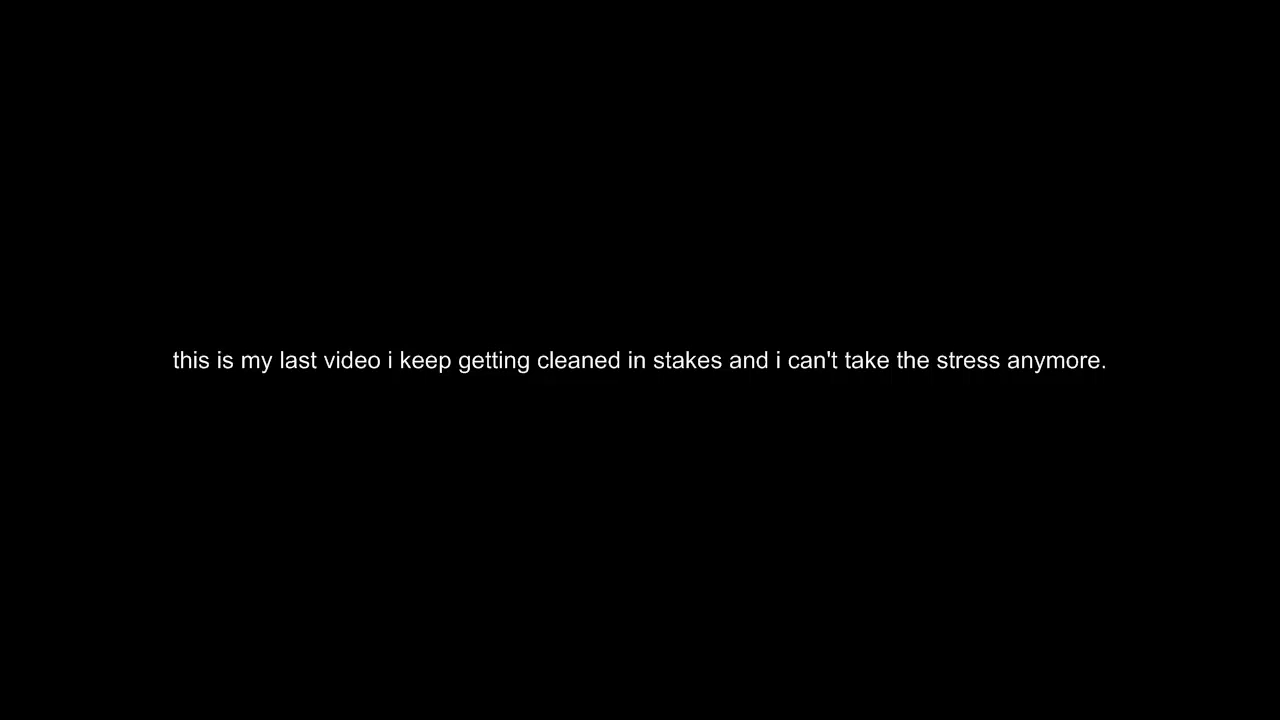 this is my last video i keep getting cleaned in stakes and i can't take the stress anymore.